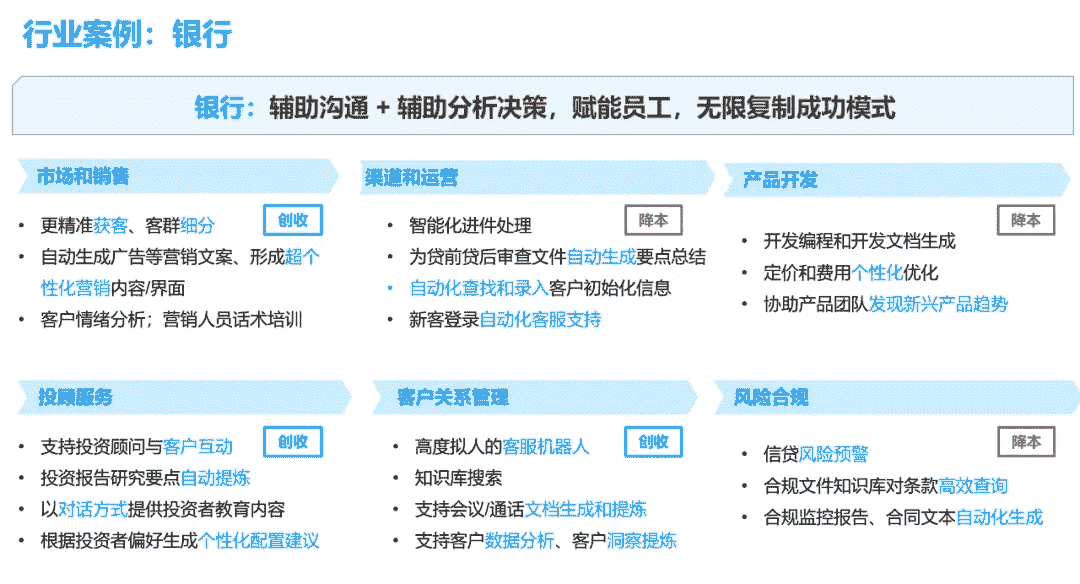 行业案例：银行
银行：辅助沟通 + 辅助分析决策，赋能员工，无限复制成功模式
市场和销售
创收
• 更精准获客、客群细分
• 自动生成广告等营销文案、形成超个
性化营销内容/界面
• 客户情绪分析；营销人员话术培训
渠道和运营
降本
• 智能化进件处理
• 为贷前贷后审查文件自动生成要点总结
• 自动化查找和录入客户初始化信息
• 新客登录自动化客服支持
产品开发
降本
• 开发编程和开发文档生成
• 定价和费用个性化优化
• 协助产品团队发现新兴产品趋势
投顾服务
创收
• 支持投资顾问与客户互动
• 投资报告研究要点自动提炼
• 以对话方式提供投资者教育内容
• 根据投资者偏好生成个性化配置建议
客户关系管理
创收
• 高度拟人的客服机器人
• 知识库搜索
• 支持会议/通话文档生成和提炼
• 支持客户数据分析、客户洞察提炼
风险合规
降本
• 信贷风险预警
• 合规文件知识库对条款高效查询
• 合规监控报告、合同文本自动化生成